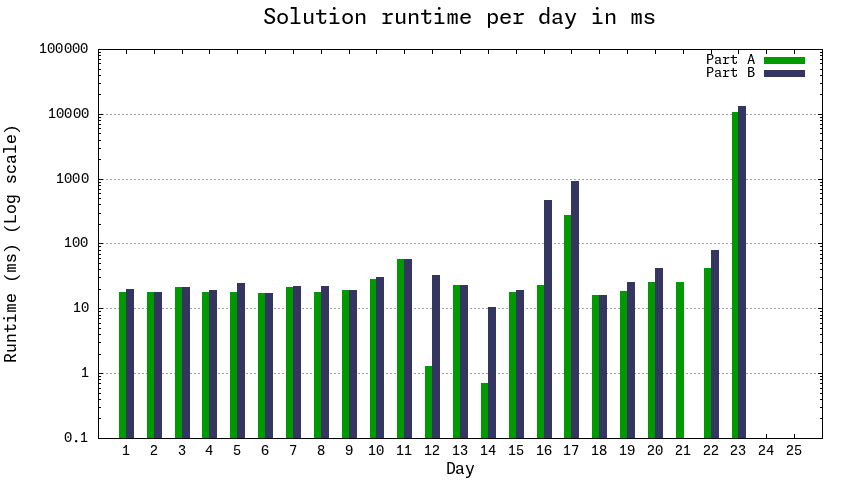 Solution runtime per day in ms
Runtime (ms) (Log scale)
100000
10000
1000
100
10
1
0.1
Part A
Part B
1 2 3 4 5 6 7 8 9 10 11 12 13 14 15 16 17 18 19 20 21 22 23 24 25
Day